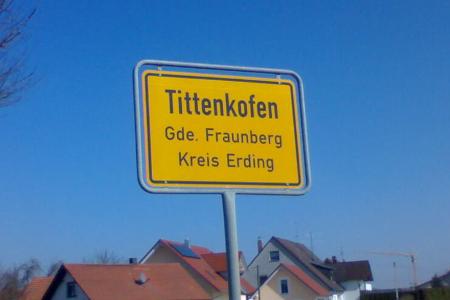 Tittenkofen
Gde. Fraunberg
Kreis Erding